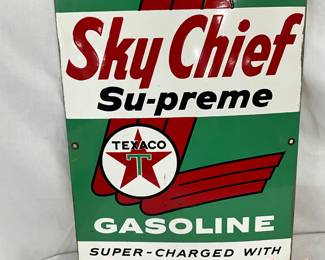 Sky Chief
Su-preme
TEXACO
T
GASOLINE
SUPER-CHARGED WITH